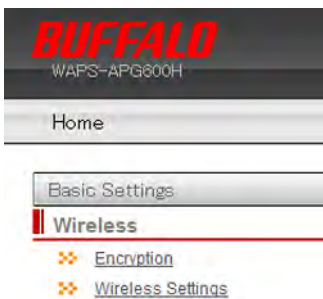 BUFFALO
WAPS-APG600H
Home
Basic Settings
Wireless
Encryption
Wireless Settings